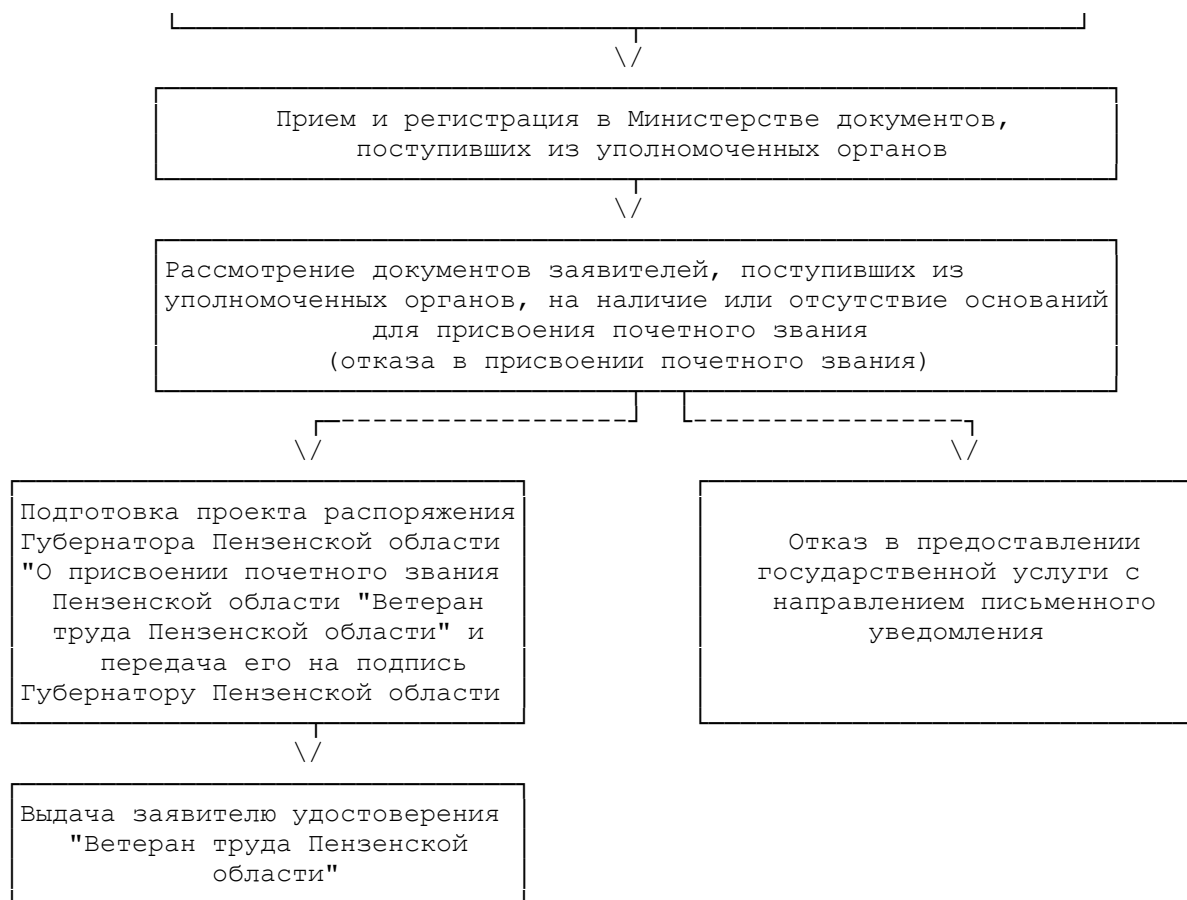 Прием и регистрация в Министерстве документов,
поступивших из уполномоченных органов
Рассмотрение документов заявителей, поступивших из
уполномоченных органов, на наличие или отсутствие оснований
для присвоения почетного звания
(отказа в присвоении почетного звания)
Подготовка проекта распоряжения
Губернатора Пензенской области
"О присвоении почетного звания
Пензенской области "Ветеран
труда Пензенской области" и
передача его на подпись
Губернатору Пензенской области
Отказ в предоставлении
государственной услуги с
направлением письменного
уведомления
Выдача заявителю удостоверения
"Ветеран труда Пензенской
области"